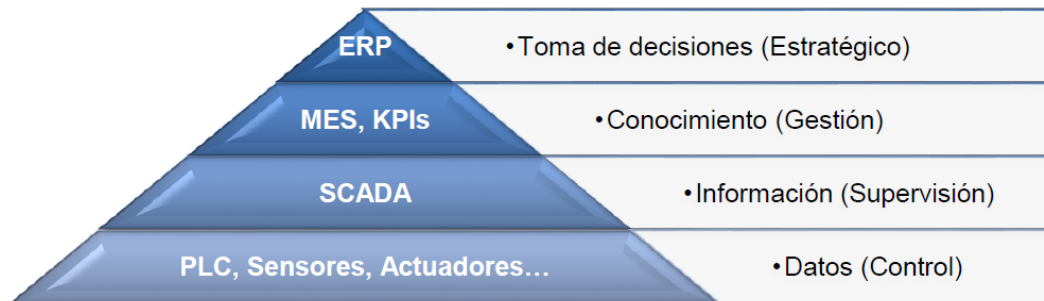 ERP
•Toma de decisiones (Estratégico)
MES, KPIs
•Conocimiento (Gestión)
SCADA
•Información (Supervisión)
PLC, Sensores, Actuadores…
•Datos (Control)